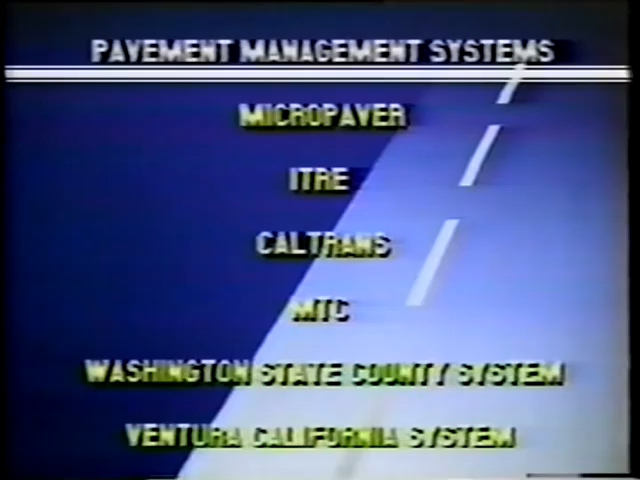 PAVEMENT MANAGEMENT SYSTEMS
MICROPAVER
ITRE
CALTRANS
MTC
WASHINGTON STATE COUNTY SYSTEM
VENTURA CALIFORNIA SYSTEM